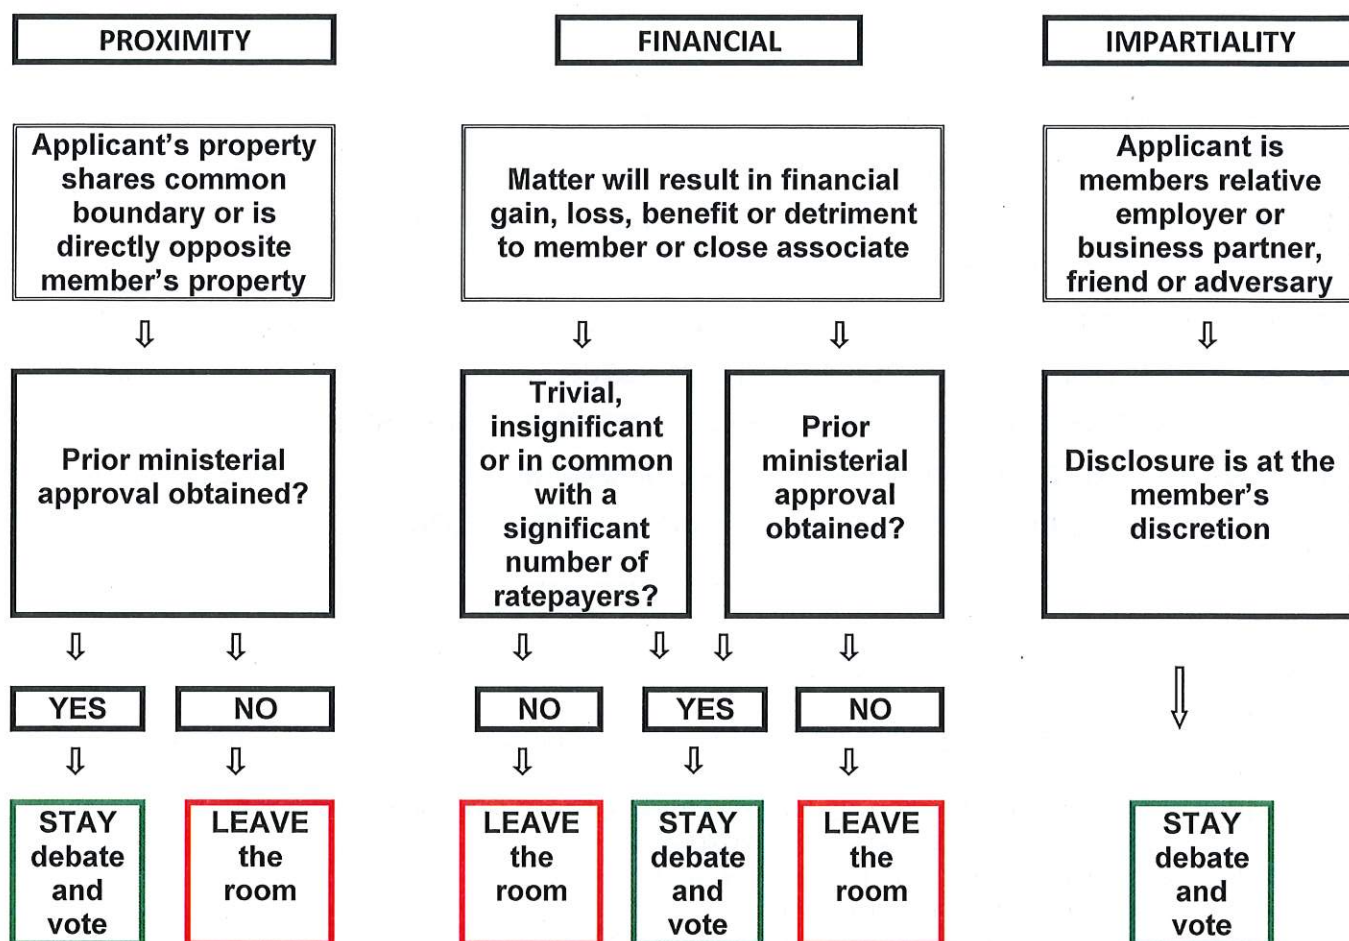 PROXIMITY
FINANCIAL
IMPARTIALITY
Applicant's property
shares common
boundary or is
directly opposite
member's property
Matter will result in financial
gain, loss, benefit or detriment
to member or close associate
Applicant is
members relative
employer or
business partner,
friend or adversary
Prior ministerial
approval obtained?
Trivial,
insignificant
or in common
with a
significant
number of
ratepayers?
Prior
ministerial
approval
obtained?
Disclosure is at the
member's
discretion
YES
NO
NO
YES
NO
STAY
debate
and
vote
LEAVE
the
room
LEAVE
the
room
STAY
debate
and
vote
LEAVE
the
room
STAY
debate
and
vote